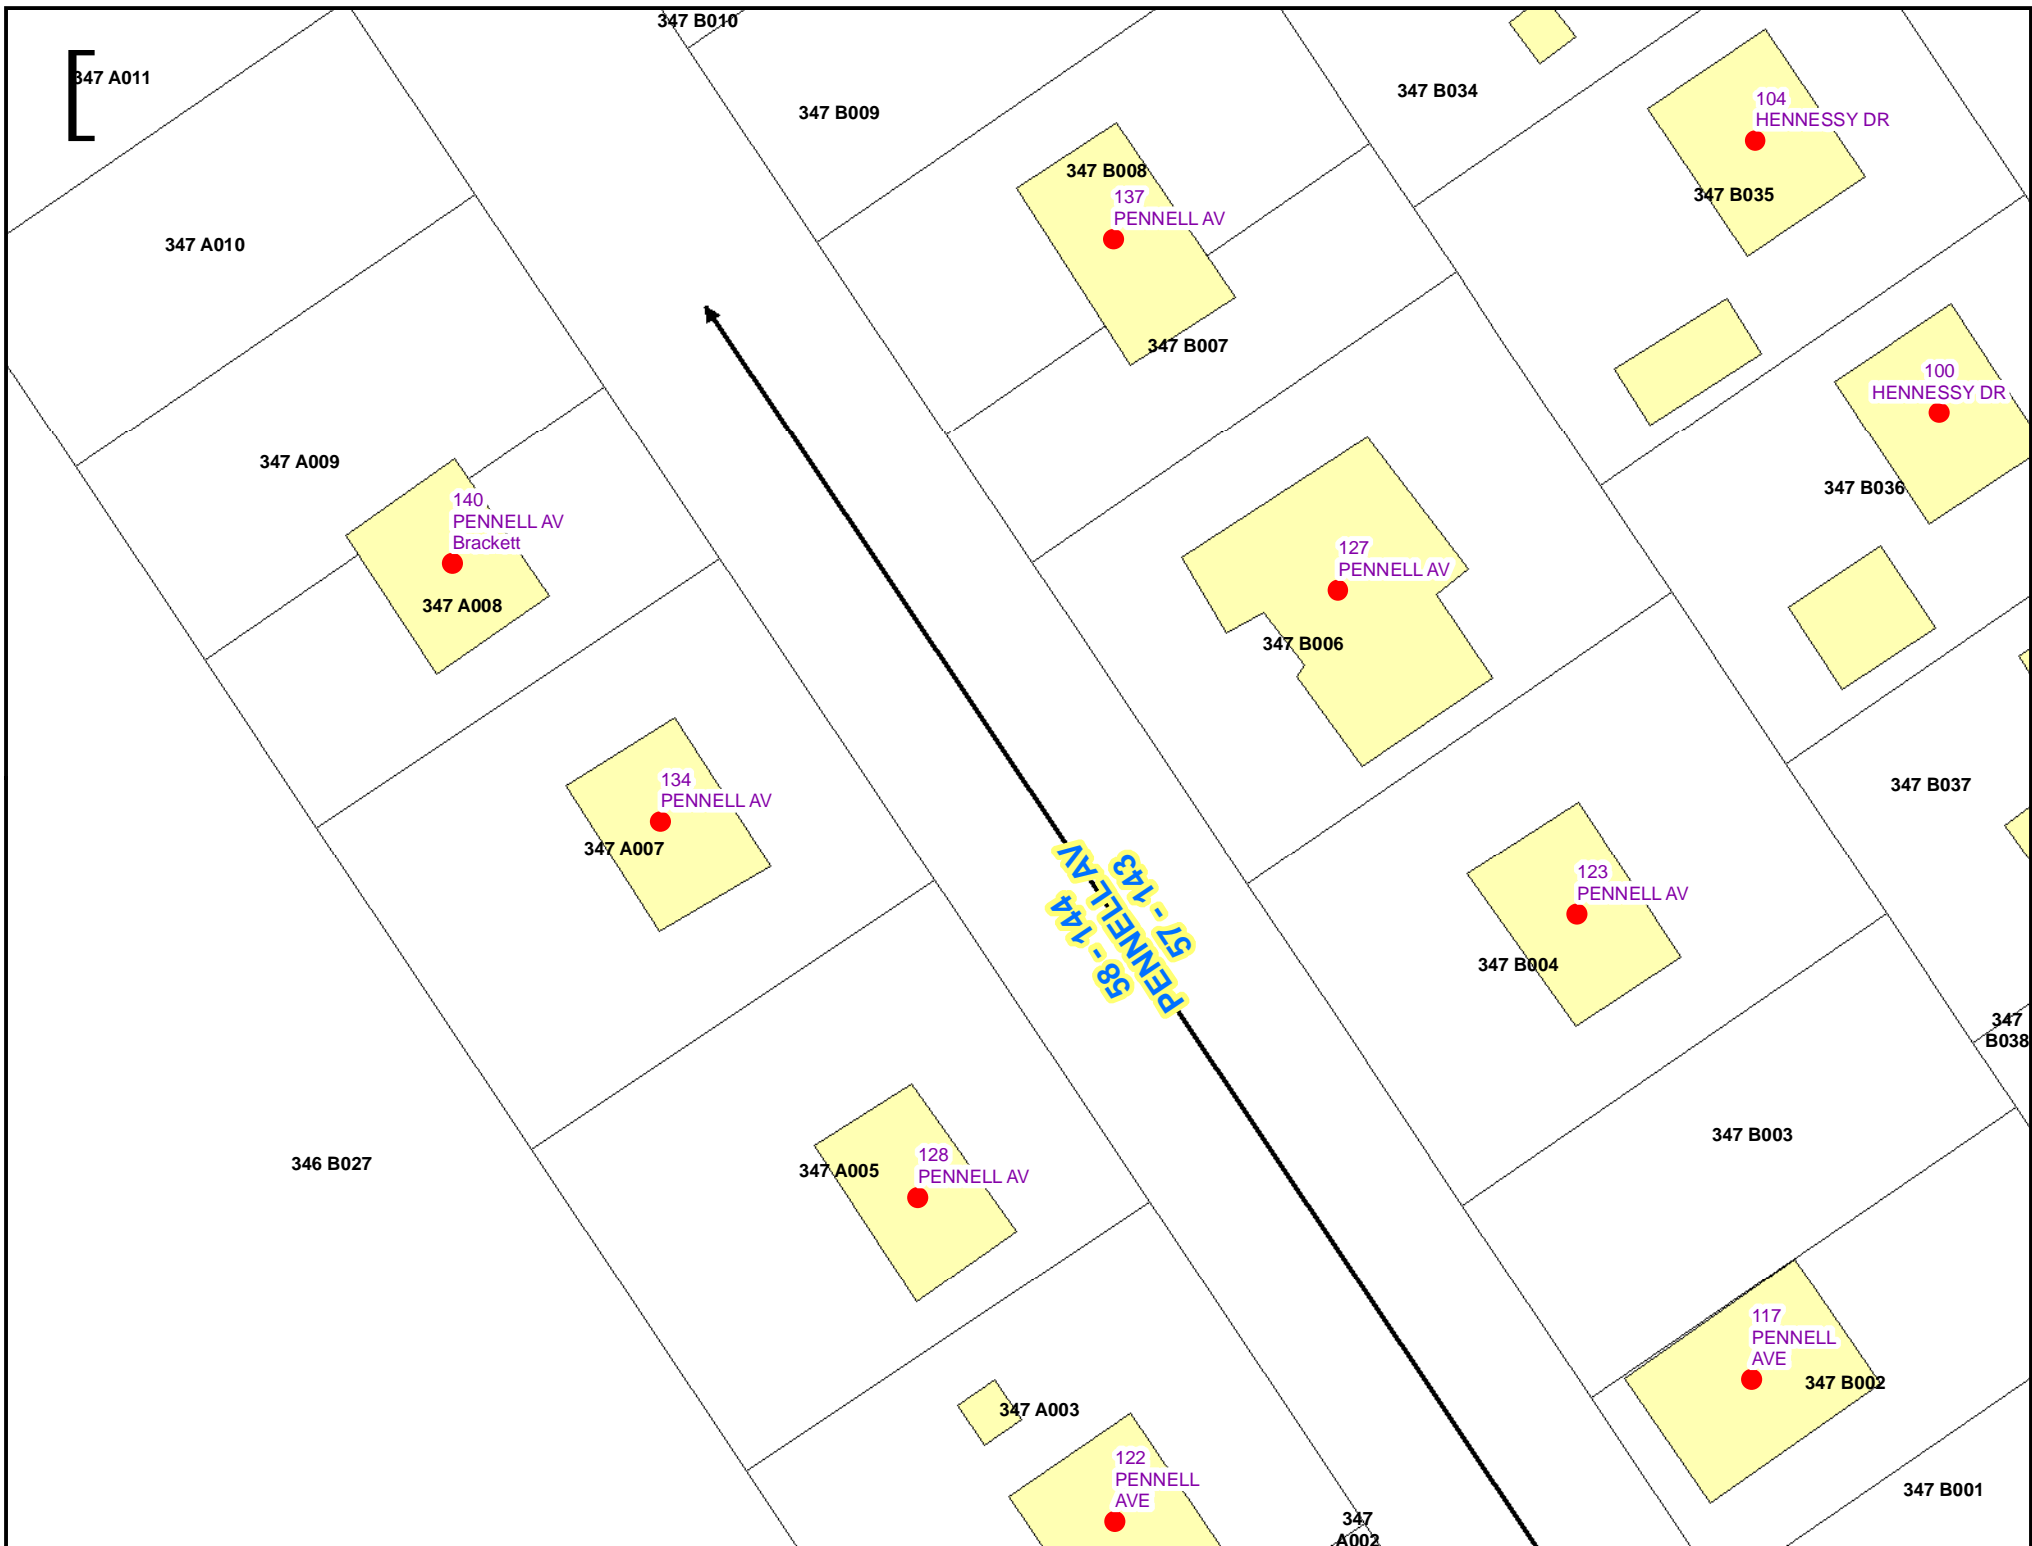 347 B010
347 A011
347 B034
347 B009
104
HENNESSY DR
347 B008
347 B035
137
PENNELL AV
347 A010
347 B007
100
HENNESSY DR
347 A009
347 B036
140
PENNELL AV
Brackett
127
PENNELL AV
347 A008
347 B006
134
PENNELL AV
347 B037
347 A007
58 - 144
PENNELL AV
57 - 143
123
PENNELL AV
347 B004
347
B038
347 B003
346 B027
128
PENNELL AV
347 A005
117
PENNELL
AVE
347 B002
347 A003
122
PENNELL
AVE
347 B001
347
A002